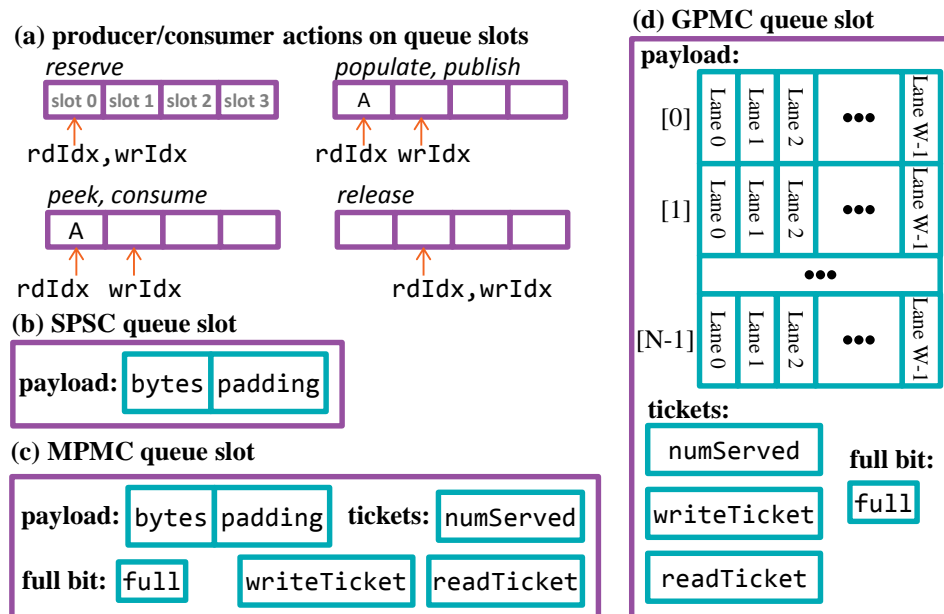 (a) producer/consumer actions on queue slots
reserve
slot 0 slot 1 slot 2 slot 3
rdIdx,wrIdx
populate, publish
A
rdIdx wrIdx
peek, consume
A
rdIdx wrIdx
release
rdIdx,wrIdx
(b) SPSC queue slot
payload: bytes padding
(c) MPMC queue slot
payload: bytes padding tickets: numServed
full bit: full writeTicket readTicket
(d) GPMC queue slot
payload:
[0] Lane 0 Lane 1 Lane 2 ••• Lane W-1
[1] Lane 0 Lane 1 Lane 2 ••• Lane W-1
•••
[N-1] Lane 0 Lane 1 Lane 2 ••• Lane W-1
tickets:
numServed
writeTicket
readTicket
full bit:
full